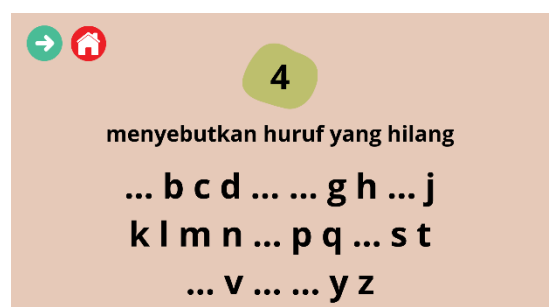 4
menyebutkan huruf yang hilang
... b c d ... ... g h ... j
k l m n ... p q ... s t
... v ... ... y z